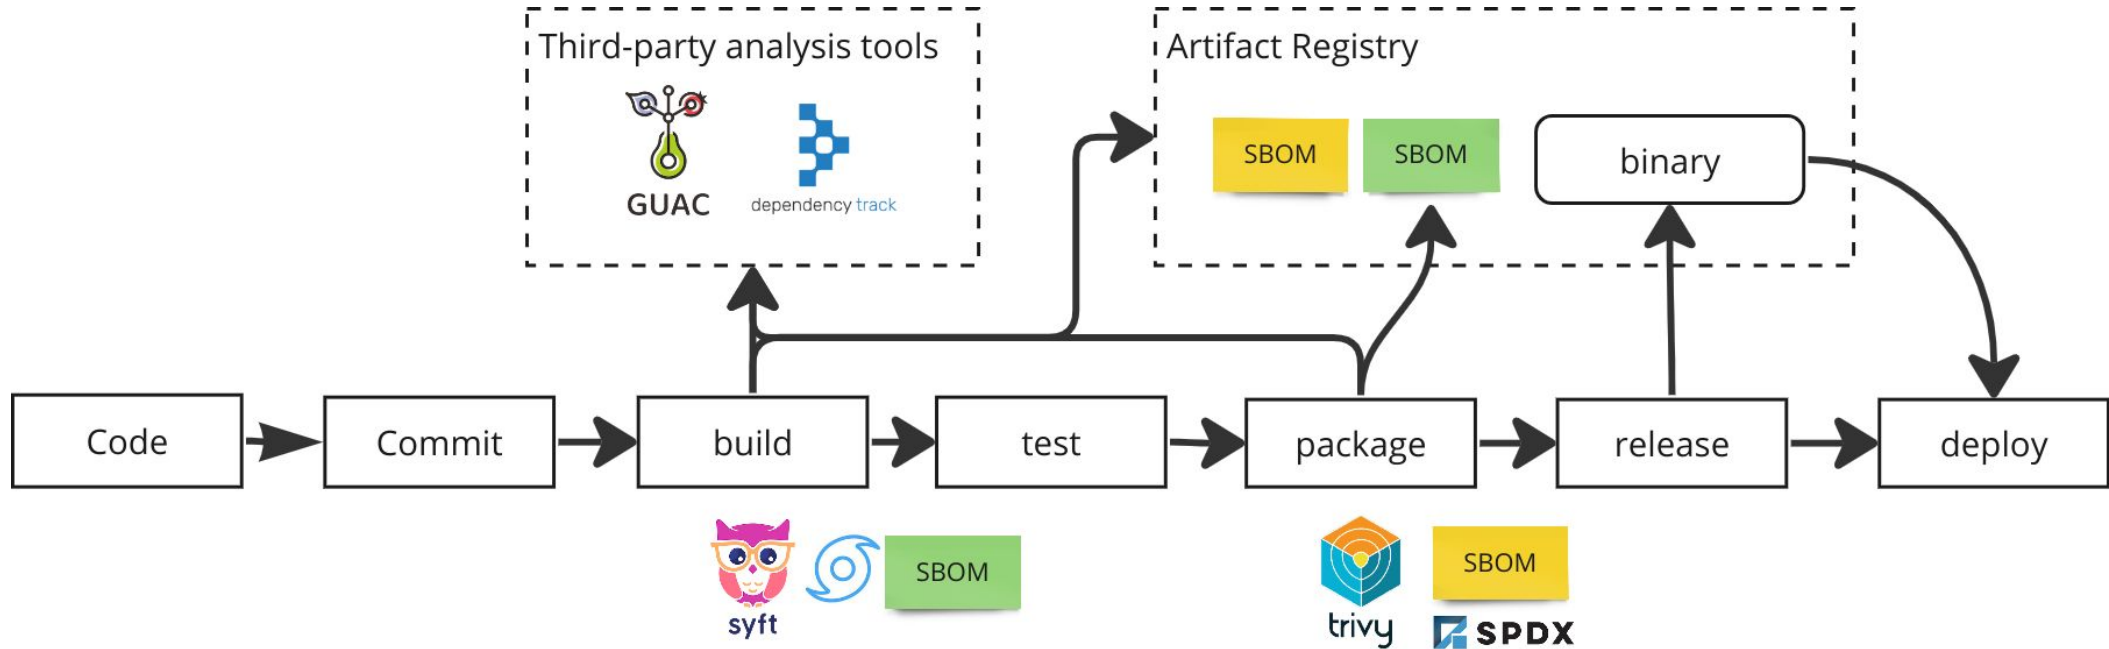 Third-party analysis tools
GUAC
dependency track
Artifact Registry
SBOM
SBOM
binary
Code
Commit
build
test
package
release
deploy
syft
SBOM
trivy
SBOM
SPDX